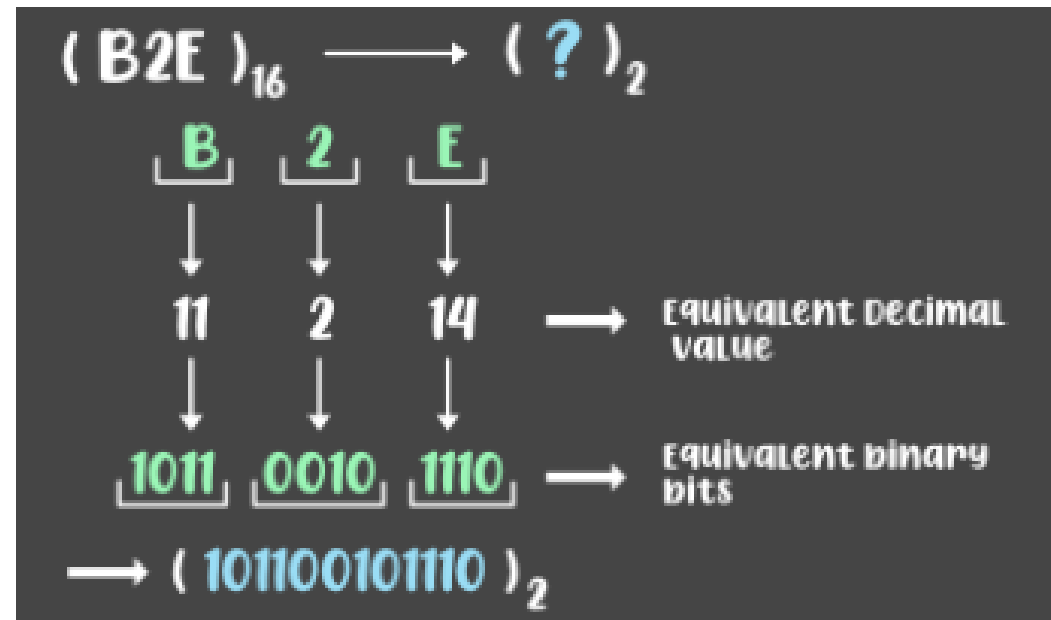 ( B2E )₁₆ → ( ? )₂
B 2 E
11 2 14 → Equivalent Decimal
value
1011 0010 1110 → Equivalent binary
bits
→ ( 101100101110 )₂